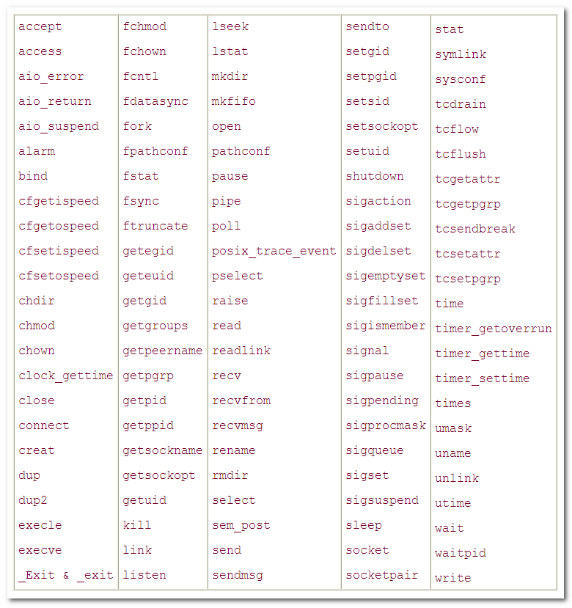 accept
access
aio_error
aio_return
aio_suspend
alarm
bind
cfgetispeed
cfgetospeed
cfsetispeed
cfsetospeed
chdir
chmod
chown
clock_gettime
close
connect
creat
dup
dup2
execle
execve
_Exit & _exit
fchmod
fchown
fcntl
fdatasync
fork
fpathconf
fstat
fsync
ftruncate
getegid
geteuid
getgid
getgroups
getpeername
getpgrp
getpid
getppid
getsockname
getsockopt
getuid
kill
link
listen
lseek
lstat
mkdir
mkfifo
open
pathconf
pause
pipe
poll
posix_trace_event
pselect
raise
read
readlink
recv
recvfrom
recvmsg
rename
rmdir
select
sem_post
send
sendmsg
sendto
setgid
setpgid
setsid
setsockopt
setuid
shutdown
sigaction
sigaddset
sigdelset
sigemptyset
sigfillset
sigismember
signal
sigpause
sigpending
sigprocmask
sigqueue
sigset
sigsuspend
sleep
socket
socketpair
stat
symlink
sysconf
tcdrain
tcflow
tcflush
tcgetattr
tcgetpgrp
tcsendbreak
tcsetattr
tcsetpgrp
time
timer_getoverrun
timer_gettime
timer_settime
times
umask
uname
unlink
utime
wait
waitpid
write